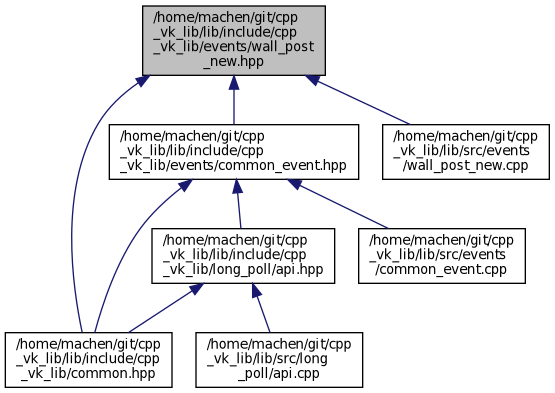 /home/machen/git/cpp
_vk_lib/lib/include/cpp
_vk_lib/events/wall_post
_new.hpp
/home/machen/git/cpp
_vk_lib/lib/include/cpp
_vk_lib/events/common_event.hpp
/home/machen/git/cpp
_vk_lib/lib/src/events
/wall_post_new.cpp
/home/machen/git/cpp
_vk_lib/lib/include/cpp
_vk_lib/long_poll/api.hpp
/home/machen/git/cpp
_vk_lib/lib/src/events
/common_event.cpp
/home/machen/git/cpp
_vk_lib/lib/include/cpp
_vk_lib/common.hpp
/home/machen/git/cpp
_vk_lib/lib/src/long
_poll/api.cpp